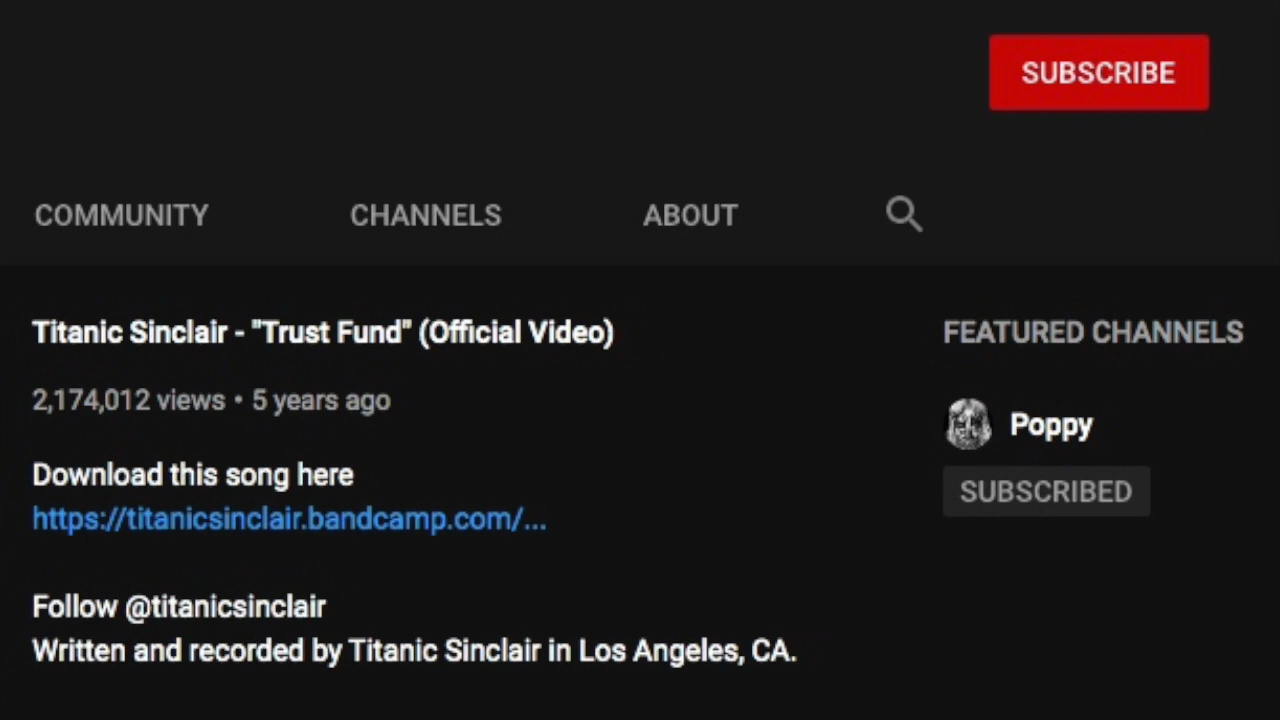 SUBSCRIBE
COMMUNITY CHANNELS ABOUT
Titanic Sinclair - "Trust Fund" (Official Video)
2,174,012 views • 5 years ago
Download this song here
https://titanicsinclair.bandcamp.com/...
Follow @titanicsinclair
Written and recorded by Titanic Sinclair in Los Angeles, CA.
FEATURED CHANNELS
Poppy
SUBSCRIBED